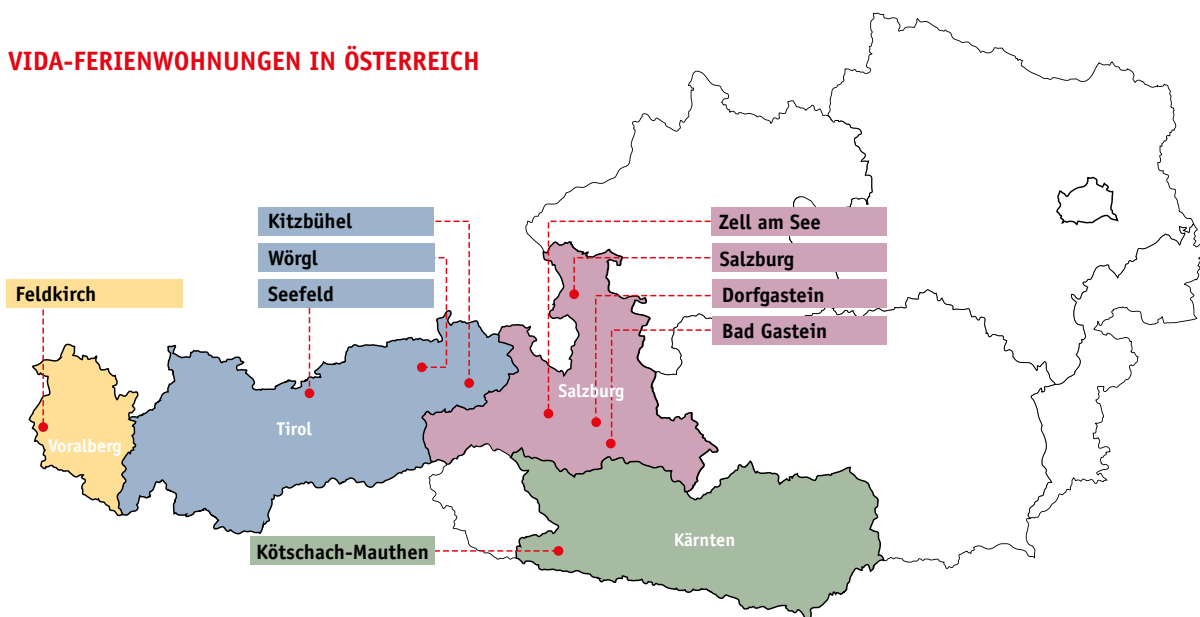 VIDA-FERIENWOHNUNGEN IN ÖSTERREICH
Kitzbühel
Wörgl
Seefeld
Feldkirch
Zell am See
Salzburg
Dorfgastein
Bad Gastein
Voralberg
Tirol
Salzburg
Kärnten
Kötschach-Mauthen